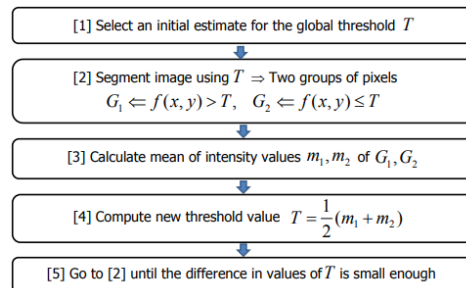 [1] Select an initial estimate for the global threshold T
[2] Segment image using T ⇒ Two groups of pixels
G₁ ⇐ f(x, y) > T, G₂ ⇐ f(x, y) ≤ T
[3] Calculate mean of intensity values m₁, m₂ of G₁, G₂
[4] Compute new threshold value T = 1/2 (m₁ + m₂)
[5] Go to [2] until the difference in values of T is small enough